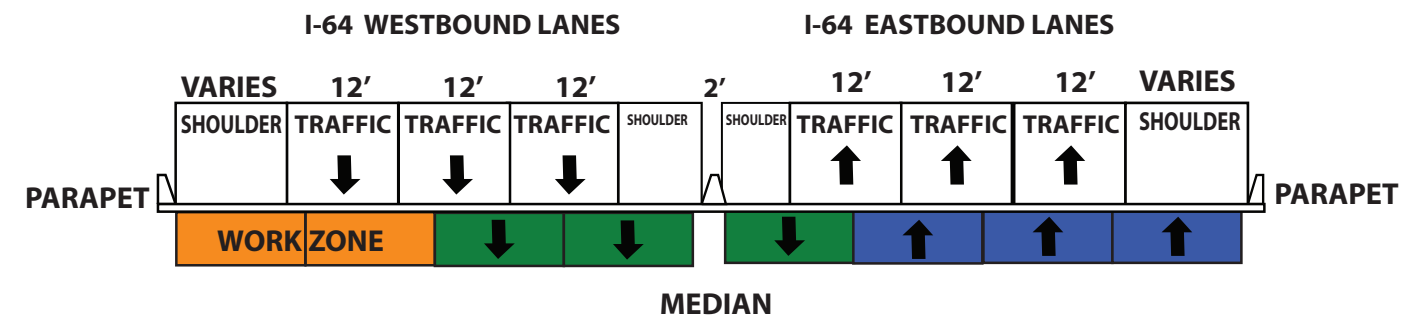 I-64 WESTBOUND LANES
I-64 EASTBOUND LANES
VARIES 12’ 12’ 12’ 2’ 12’ 12’ 12’ VARIES
SHOULDER TRAFFIC TRAFFIC TRAFFIC SHOULDER SHOULDER TRAFFIC TRAFFIC TRAFFIC SHOULDER
PARAPET
PARAPET
WORK ZONE
MEDIAN